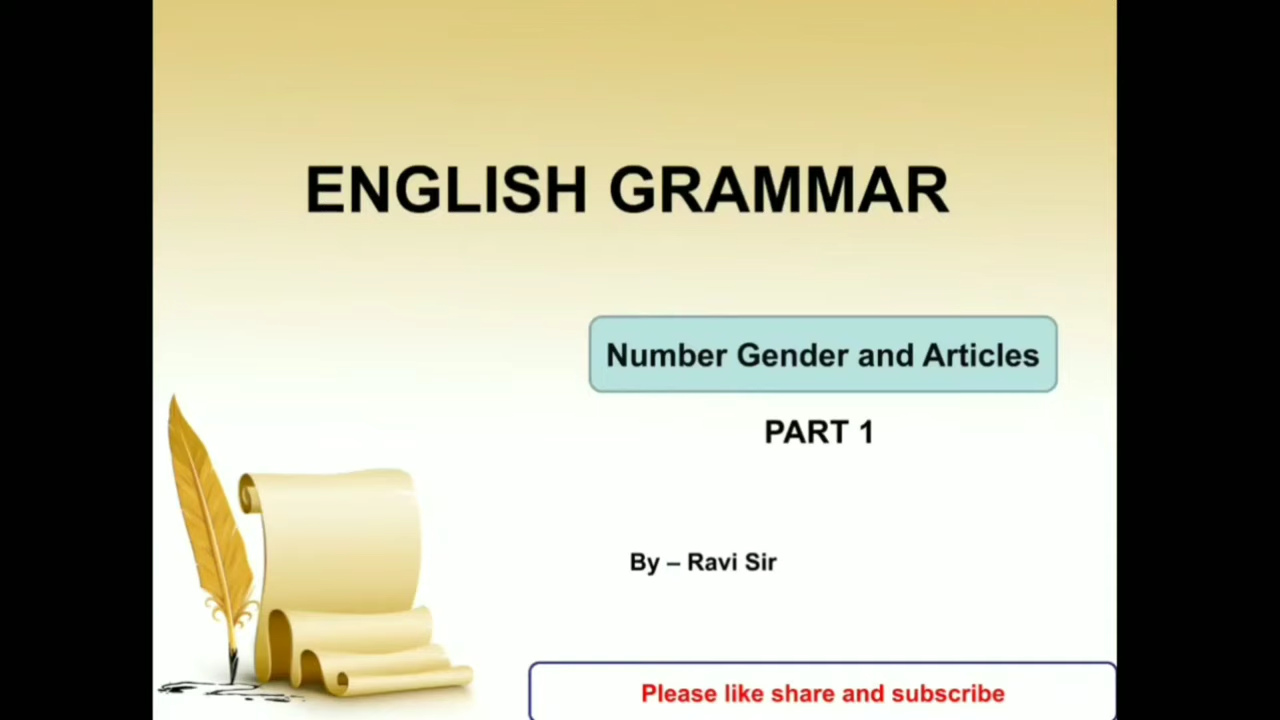 ENGLISH GRAMMAR
Number Gender and Articles
PART 1
By – Ravi Sir
Please like share and subscribe